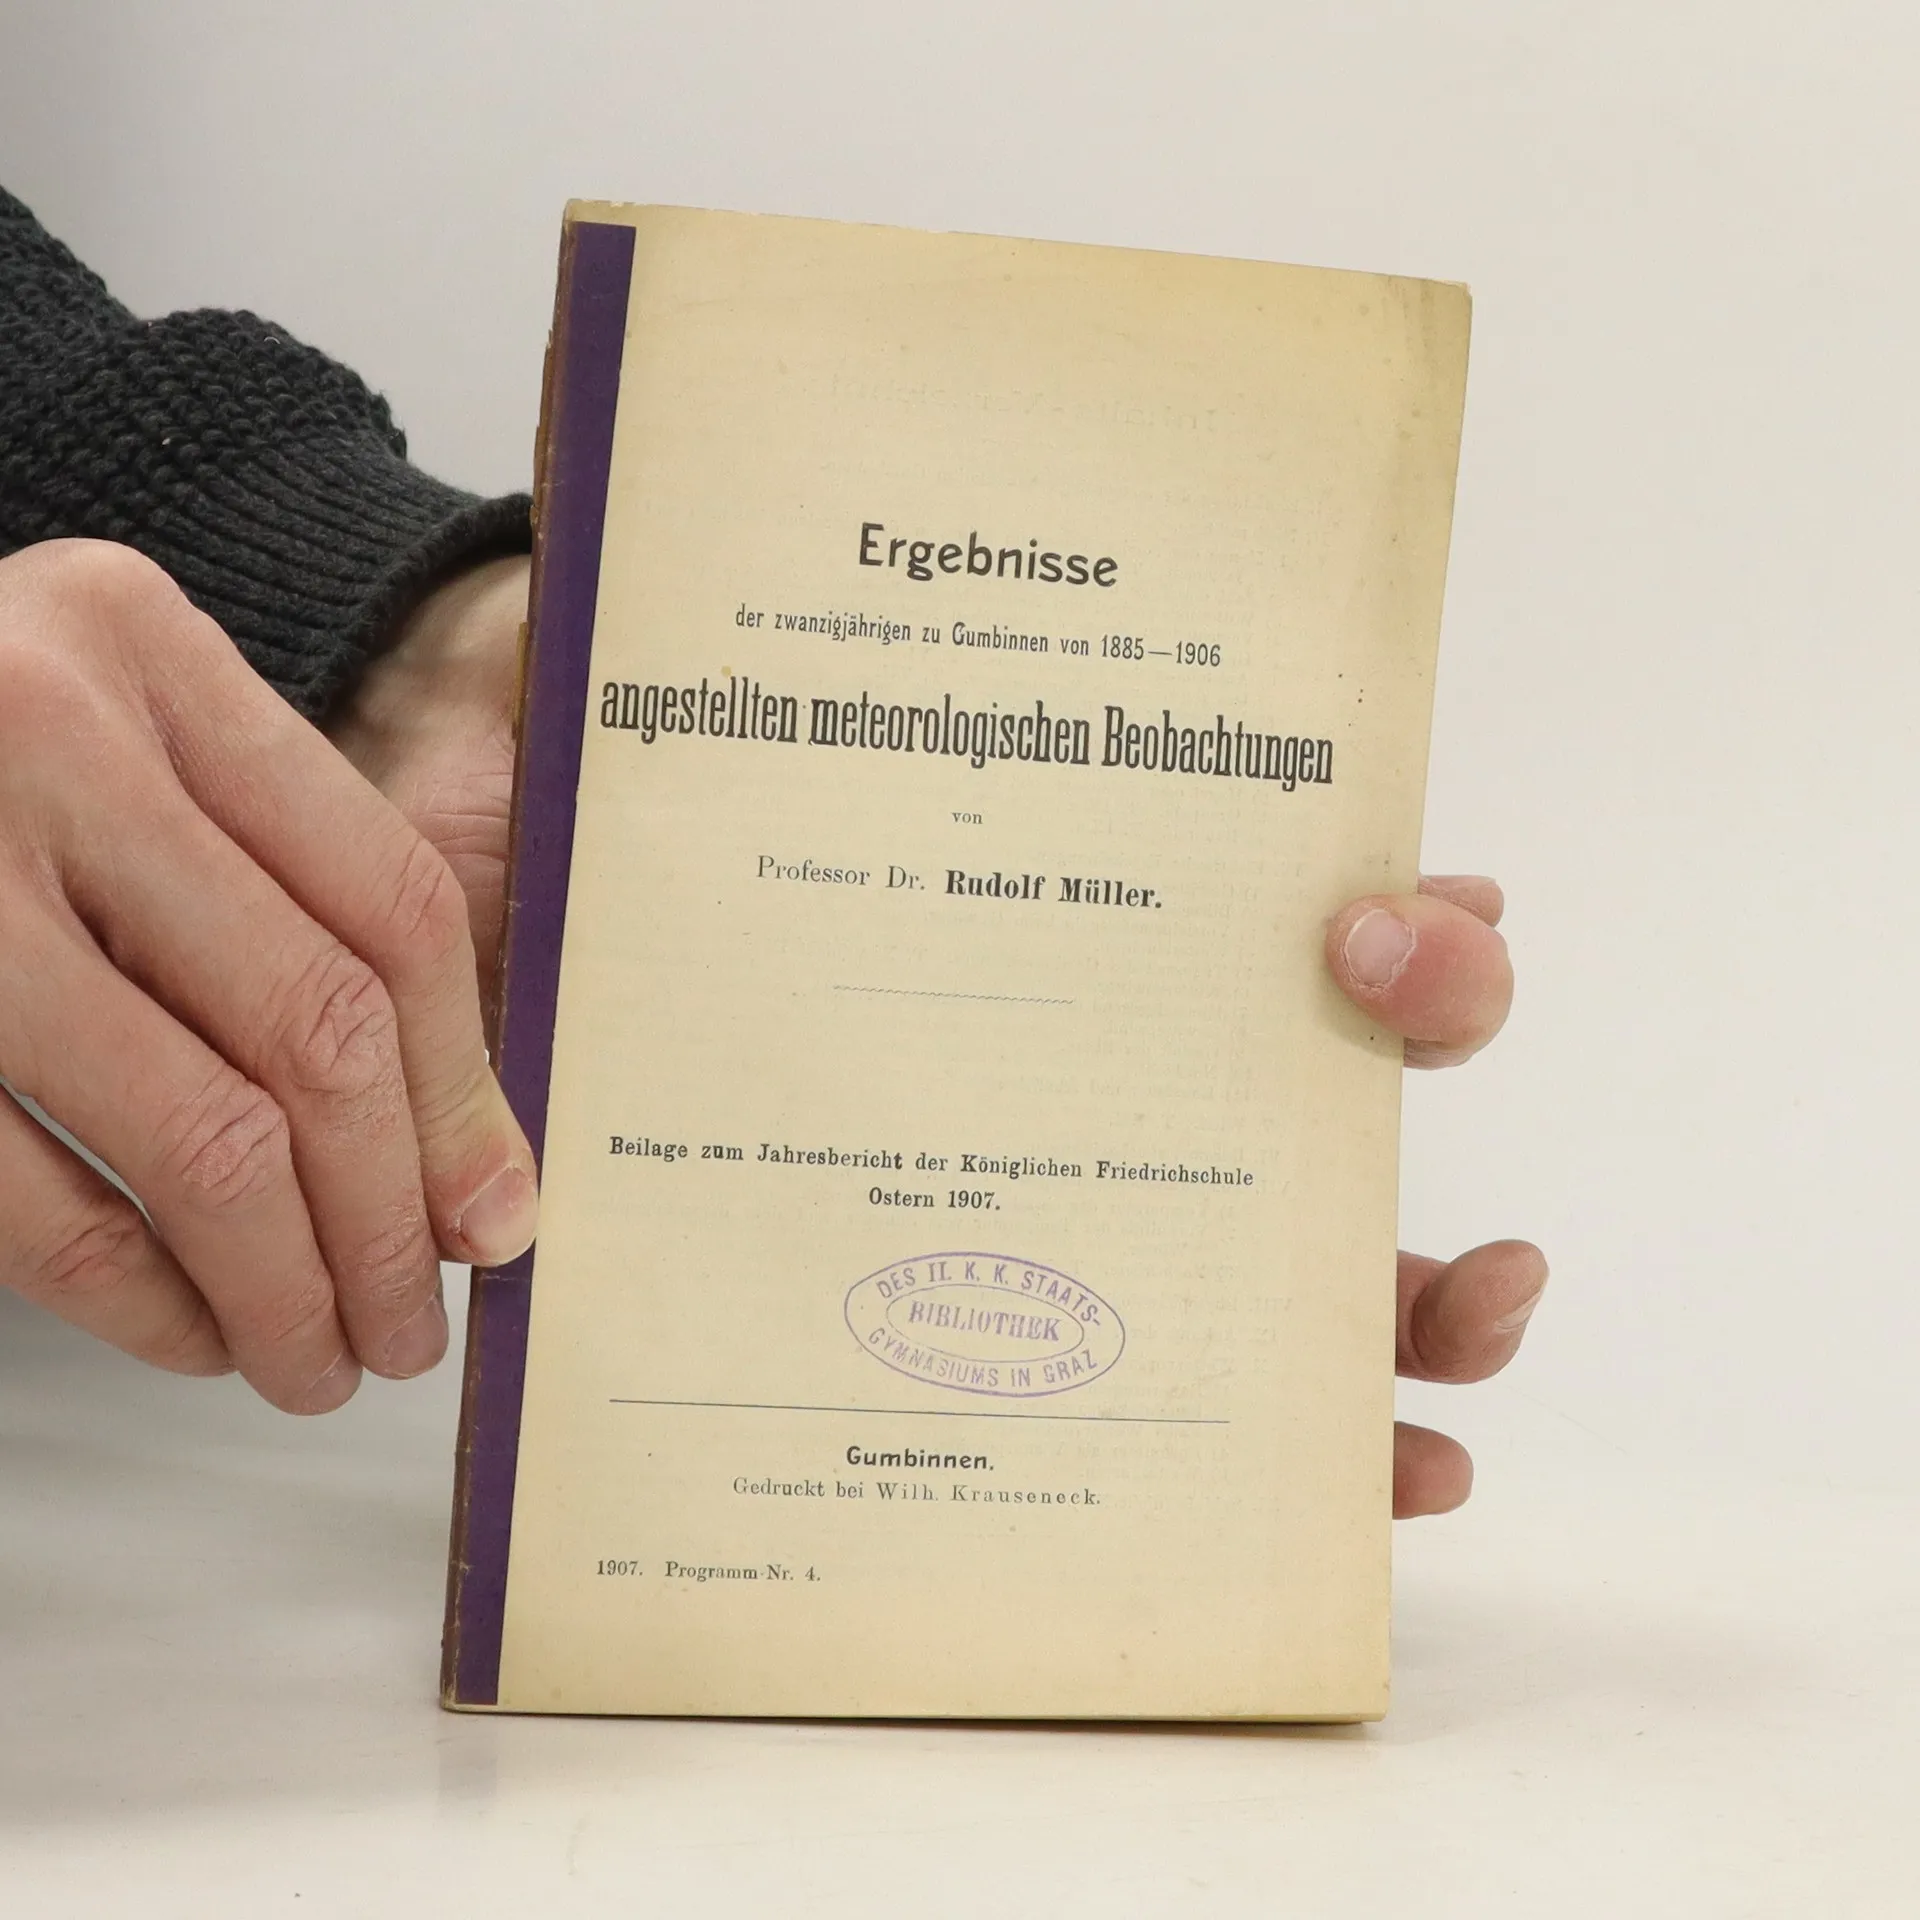 Ergebnisse
der zwanzigjährigen zu Gumbinnen von 1885—1906
angestellten meteorologischen Beobachtungen
von
Professor Dr. Rudolf Müller.
Beilage zum Jahresbericht der Königlichen Friedrichschule
Ostern 1907.
DES II. K. K. STAATS-
BIBLIOTHEK
GYMNASIUMS IN GRAZ
Gumbinnen.
Gedruckt bei Wilh. Krauseneck.
1907. Programm-Nr. 4.